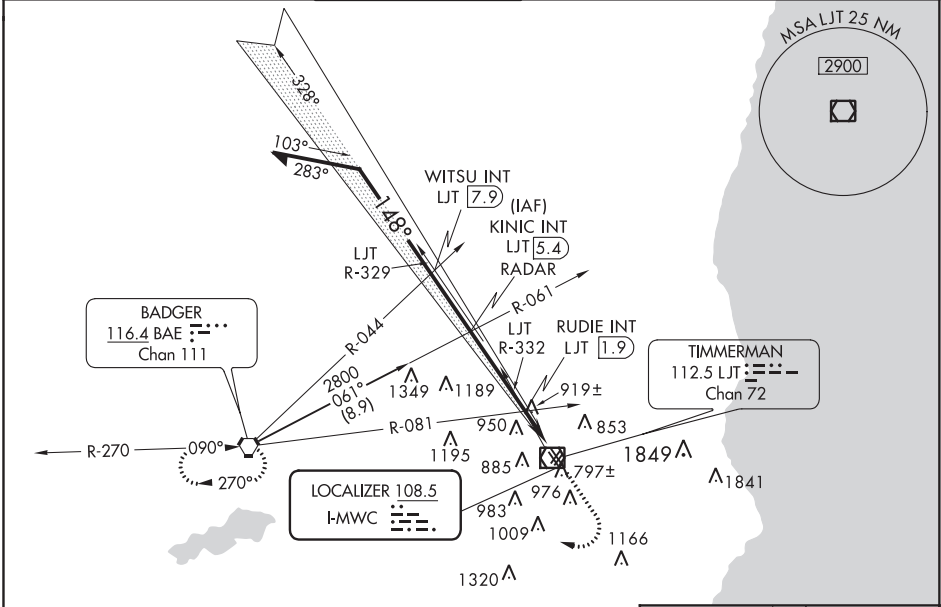 MSA LJT 25 NM
2900
328°
103°
283°
148°
WITSU INT
LJT 7.9
(IAF)
KINIC INT
LJT 5.4
RADAR
LJT
R-329
R-061
R-044
BADGER
116.4 BAE
Chan 111
2800
061°
(8.9)
LJT
R-332
RUDIE INT
LJT 1.9
TIMMERMAN
112.5 LJT
Chan 72
1349
1189
919±
R-081
950
853
R-270
090°
270°
1195
885
797±
1849
1841
LOCALIZER 108.5
I-MWC
983
976
1009
1166
1320